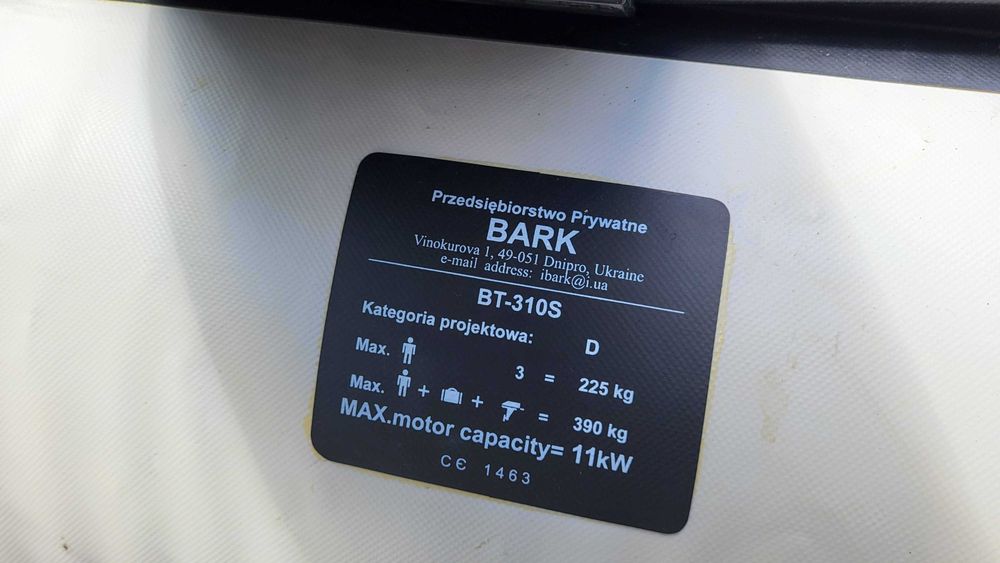 Przedsiębiorstwo Prywatne
BARK
Vinokurova 1, 49-051 Dnipro, Ukraine
e-mail address: ibark@i.ua
BT-310S
Kategoria projektowa: D
Max. 3 = 225 kg
Max. + + = 390 kg
MAX.motor capacity= 11kW
CE 1463